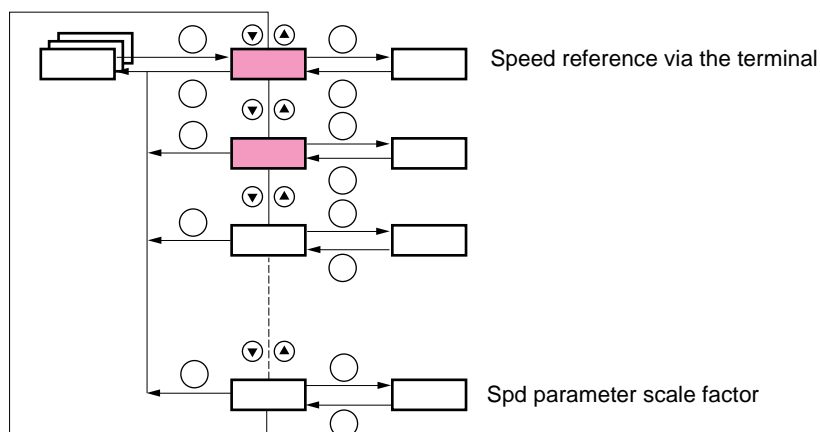 Speed reference via the terminal
Spd parameter scale factor